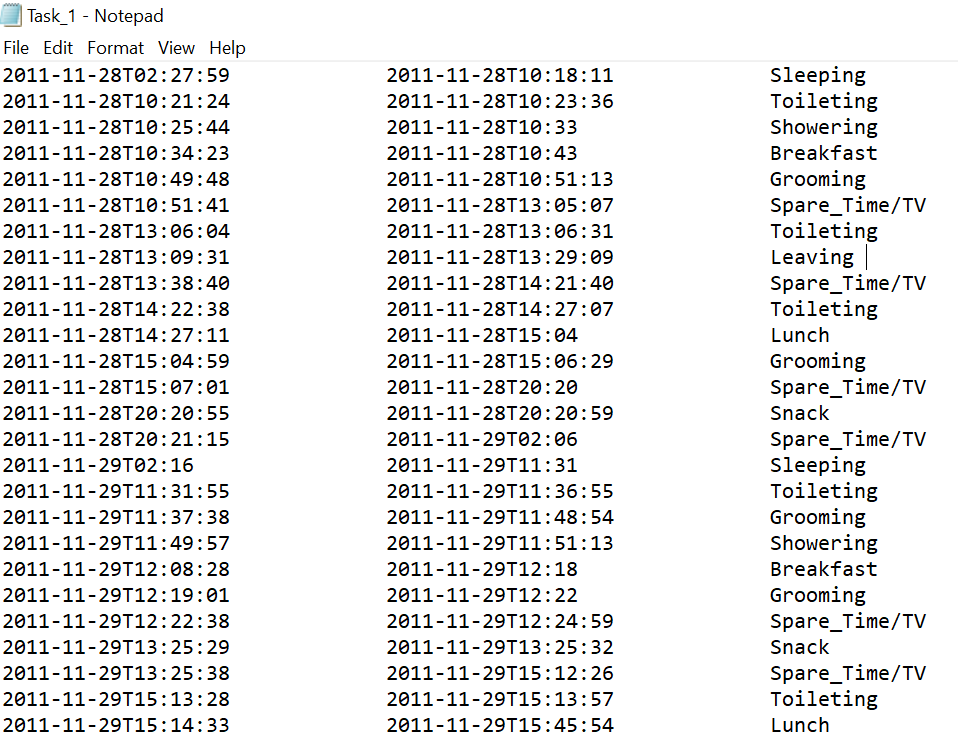 Task_1 - Notepad
File Edit Format View Help
2011-11-28T02:27:59 2011-11-28T10:18:11 Sleeping
2011-11-28T10:21:24 2011-11-28T10:23:36 Toileting
2011-11-28T10:25:44 2011-11-28T10:33 Showering
2011-11-28T10:34:23 2011-11-28T10:43 Breakfast
2011-11-28T10:49:48 2011-11-28T10:51:13 Grooming
2011-11-28T10:51:41 2011-11-28T13:05:07 Spare_Time/TV
2011-11-28T13:06:04 2011-11-28T13:06:31 Toileting
2011-11-28T13:09:31 2011-11-28T13:29:09 Leaving
2011-11-28T13:38:40 2011-11-28T14:21:40 Spare_Time/TV
2011-11-28T14:22:38 2011-11-28T14:27:07 Toileting
2011-11-28T14:27:11 2011-11-28T15:04 Lunch
2011-11-28T15:04:59 2011-11-28T15:06:29 Grooming
2011-11-28T15:07:01 2011-11-28T20:20 Spare_Time/TV
2011-11-28T20:20:55 2011-11-28T20:20:59 Snack
2011-11-28T20:21:15 2011-11-29T02:06 Spare_Time/TV
2011-11-29T02:16 2011-11-29T11:31 Sleeping
2011-11-29T11:31:55 2011-11-29T11:36:55 Toileting
2011-11-29T11:37:38 2011-11-29T11:48:54 Grooming
2011-11-29T11:49:57 2011-11-29T11:51:13 Showering
2011-11-29T12:08:28 2011-11-29T12:18 Breakfast
2011-11-29T12:19:01 2011-11-29T12:22 Grooming
2011-11-29T12:22:38 2011-11-29T12:24:59 Spare_Time/TV
2011-11-29T13:25:29 2011-11-29T13:25:32 Snack
2011-11-29T13:25:38 2011-11-29T15:12:26 Spare_Time/TV
2011-11-29T15:13:28 2011-11-29T15:13:57 Toileting
2011-11-29T15:14:33 2011-11-29T15:45:54 Lunch